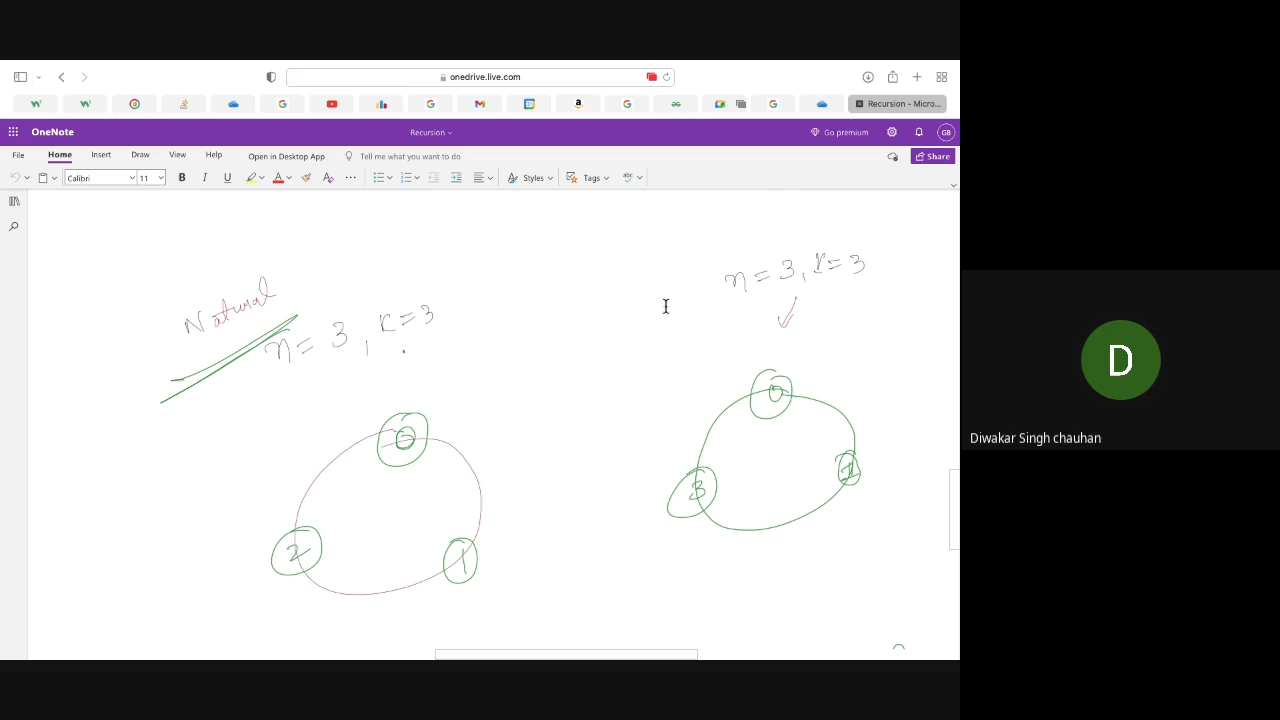 onedrive.live.com
Recursion - Micro...
OneNote
Recursion
Go premium
GB
File Home Insert Draw View Help Open in Desktop App Tell me what you want to do
Share
Calibri 11 B I U A ... Styles Tags abc
Natural
n = 3, K = 3
0
2
1
n = 3, K = 3
0
3
1
D
Diwakar Singh chauhan